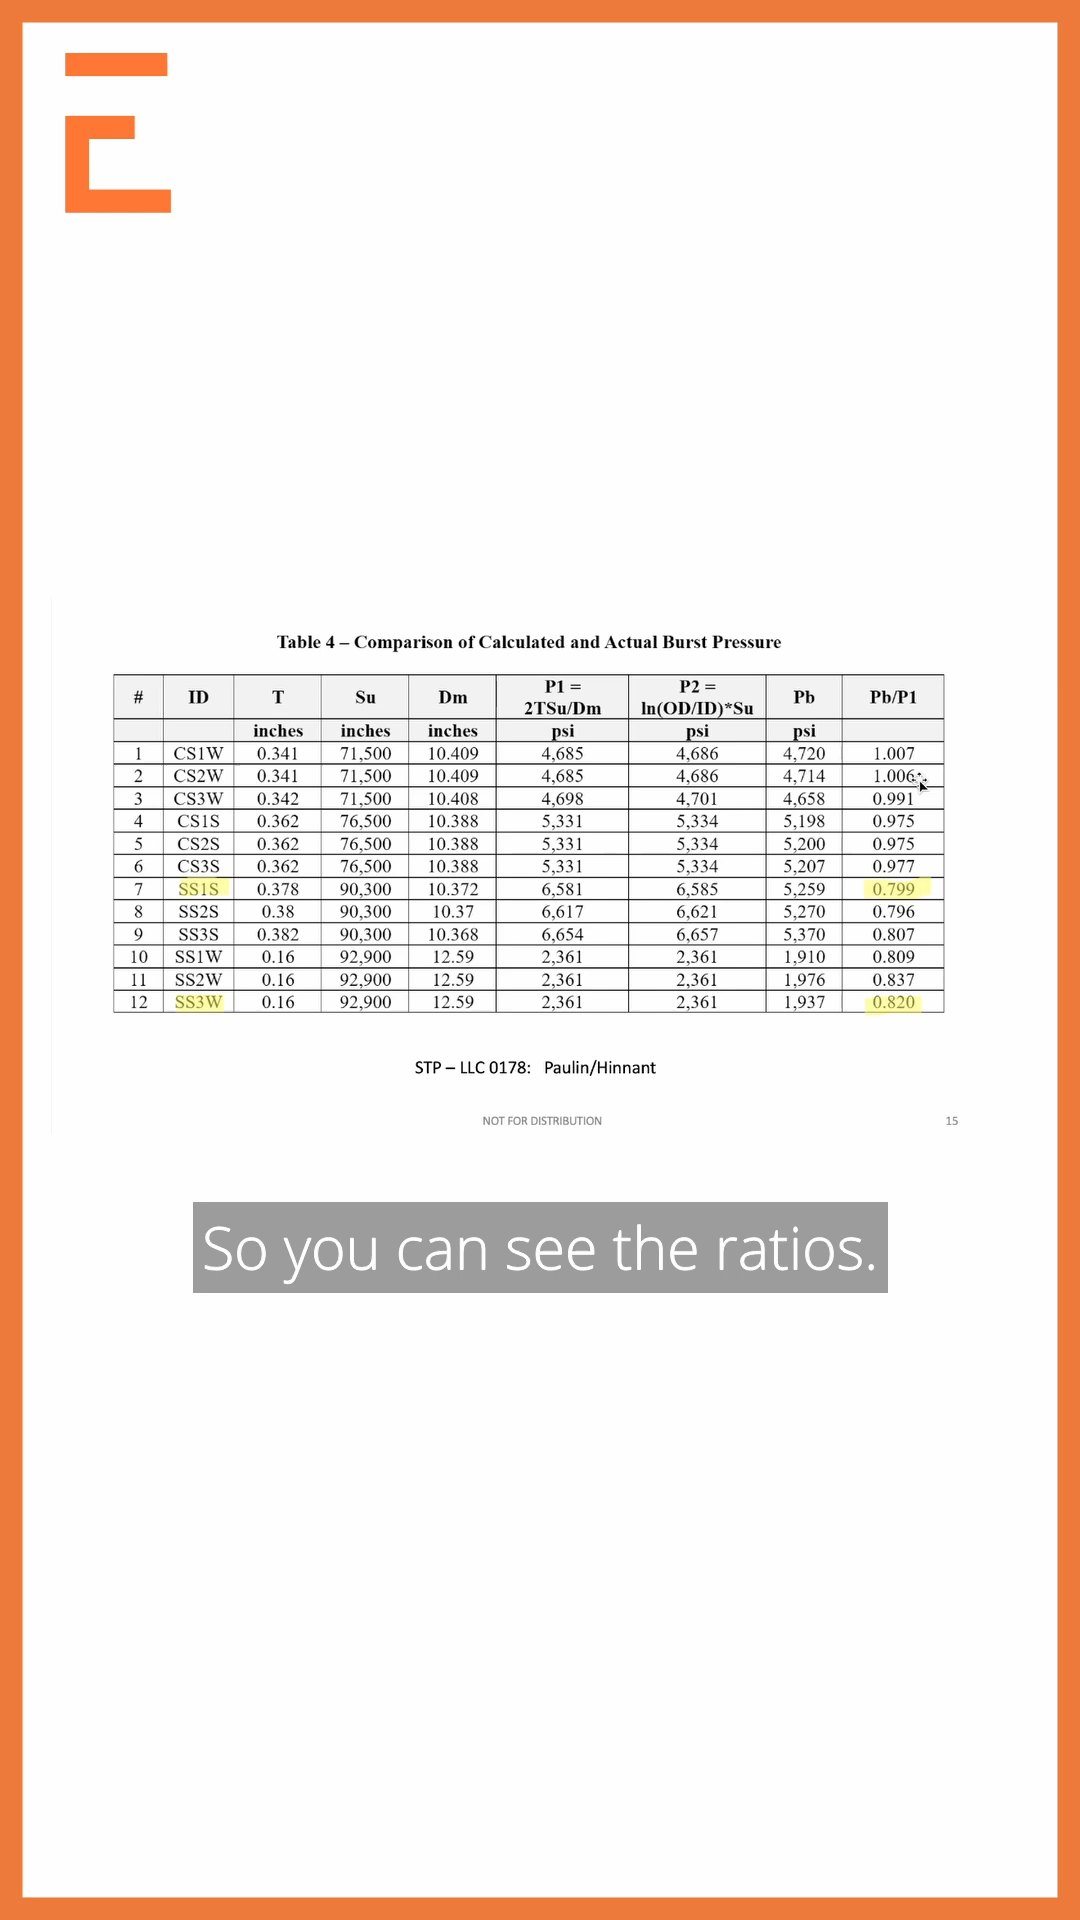 Table 4 – Comparison of Calculated and Actual Burst Pressure
# ID T Su Dm P1 = 2TSu/Dm P2 = ln(OD/ID)*Su Pb Pb/P1
inches inches inches psi psi psi
1 CS1W 0.341 71,500 10.409 4,685 4,686 4,720 1.007
2 CS2W 0.341 71,500 10.409 4,685 4,686 4,714 1.006
3 CS3W 0.342 71,500 10.408 4,698 4,701 4,658 0.991
4 CS1S 0.362 76,500 10.388 5,331 5,334 5,198 0.975
5 CS2S 0.362 76,500 10.388 5,331 5,334 5,200 0.975
6 CS3S 0.362 76,500 10.388 5,331 5,334 5,207 0.977
7 SS1S 0.378 90,300 10.372 6,581 6,585 5,259 0.799
8 SS2S 0.38 90,300 10.37 6,617 6,621 5,270 0.796
9 SS3S 0.382 90,300 10.368 6,654 6,657 5,370 0.807
10 SS1W 0.16 92,900 12.59 2,361 2,361 1,910 0.809
11 SS2W 0.16 92,900 12.59 2,361 2,361 1,976 0.837
12 SS3W 0.16 92,900 12.59 2,361 2,361 1,937 0.820
STP – LLC 0178: Paulin/Hinnant
NOT FOR DISTRIBUTION 15
So you can see the ratios.